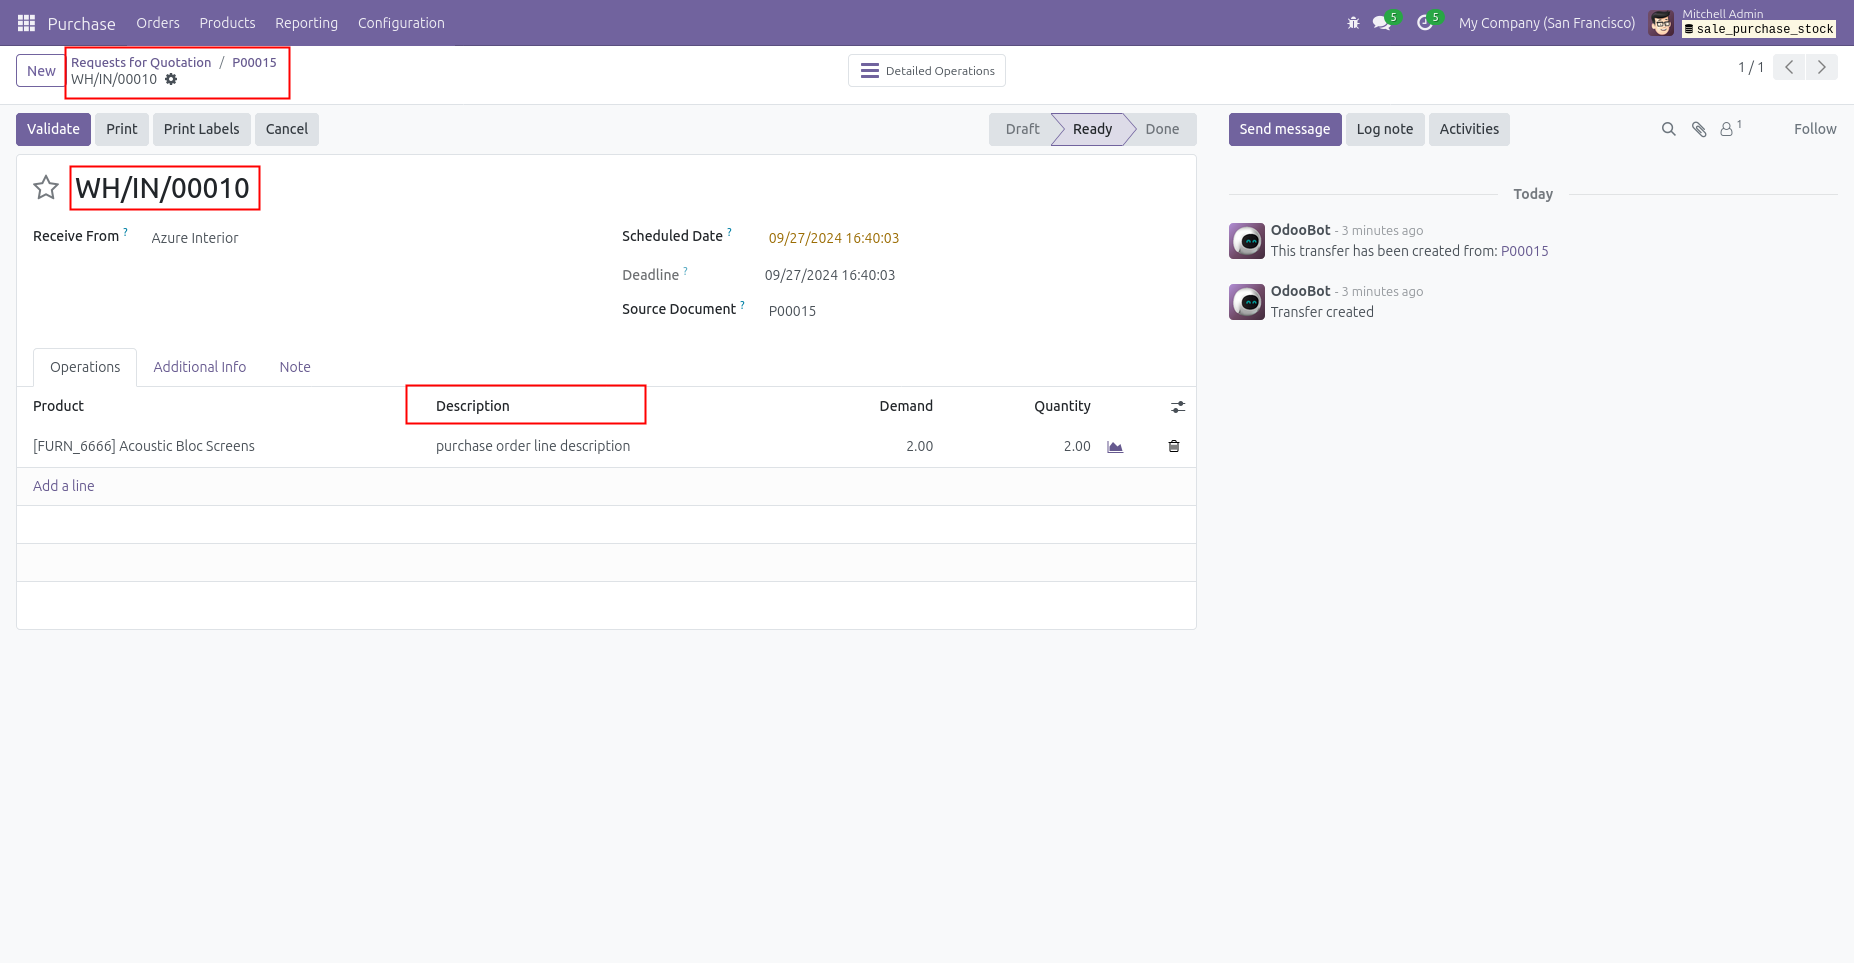 Purchase Orders Products Reporting Configuration 5 5 My Company (San Francisco) Mitchell Admin
sale_purchase_stock
New Requests for Quotation / P00015
WH/IN/00010
Detailed Operations
1 / 1
Validate Print Print Labels Cancel Draft Ready Done Send message Log note Activities 1 Follow
WH/IN/00010
Receive From ? Azure Interior
Scheduled Date ? 09/27/2024 16:40:03
Deadline ? 09/27/2024 16:40:03
Source Document ? P00015
Operations Additional Info Note
Product Description Demand Quantity
[FURN_6666] Acoustic Bloc Screens purchase order line description 2.00 2.00
Add a line
Today
OdooBot - 3 minutes ago
This transfer has been created from: P00015
OdooBot - 3 minutes ago
Transfer created